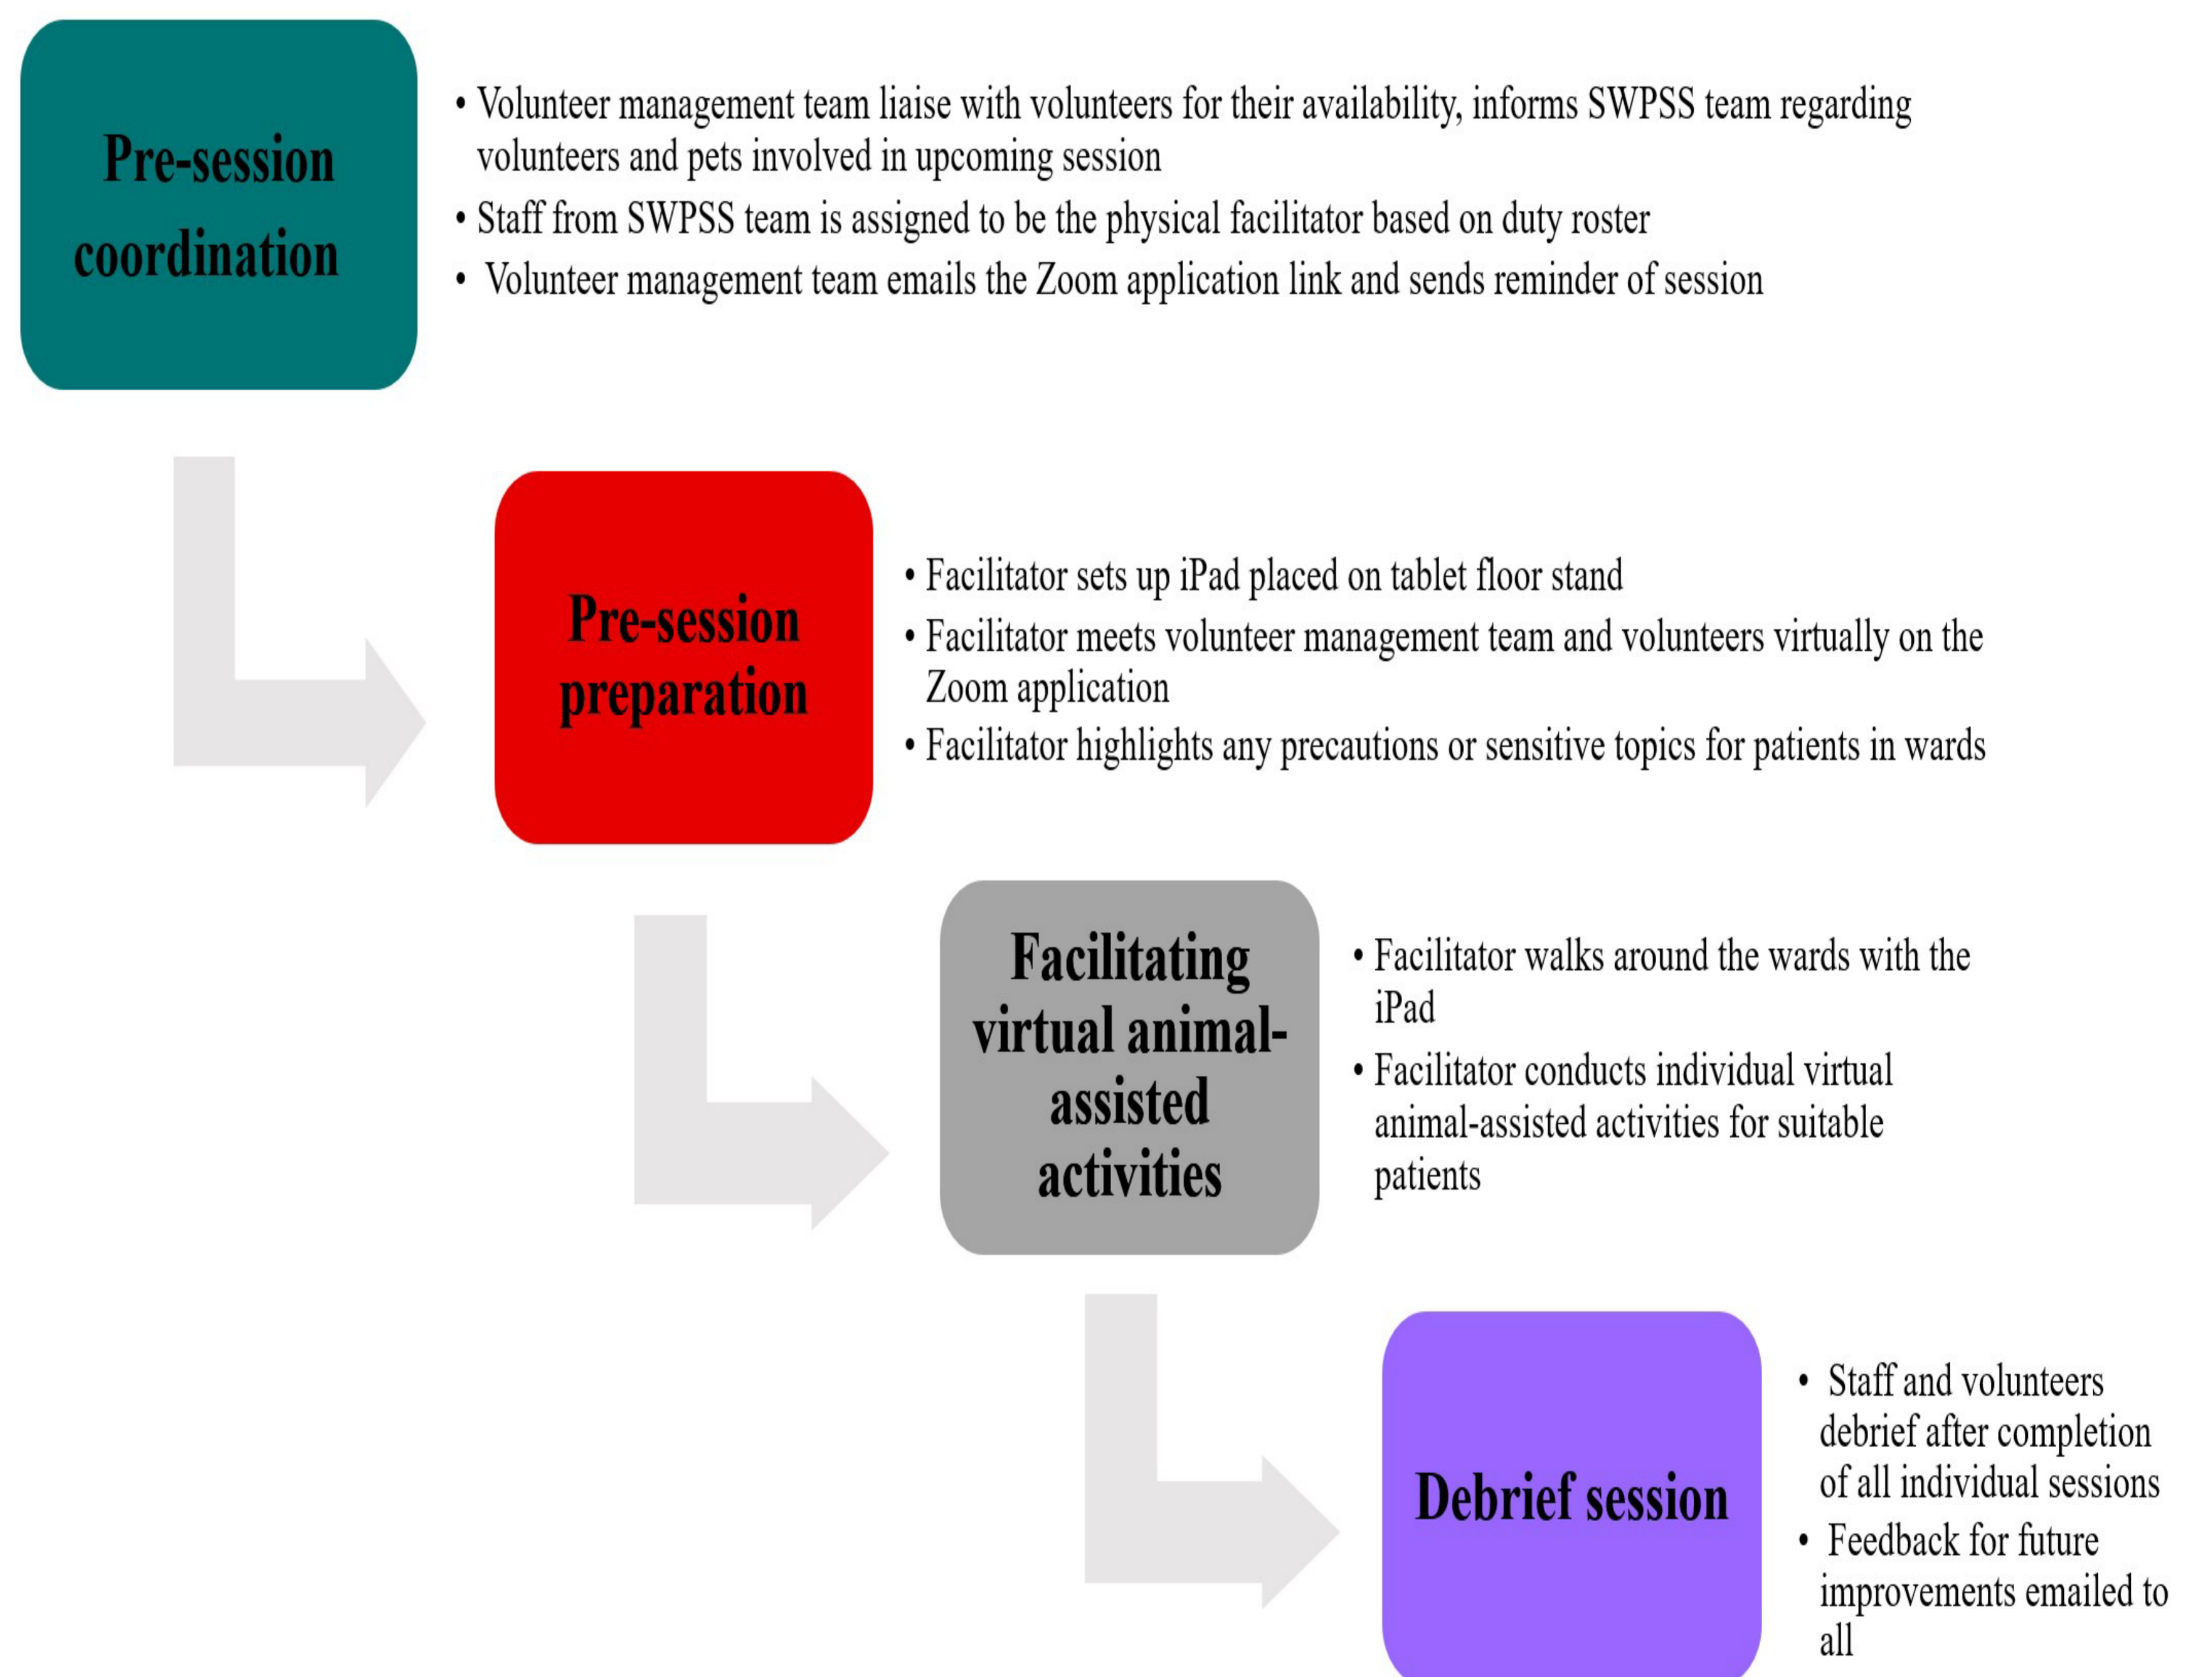 Pre-session
coordination
• Volunteer management team liaise with volunteers for their availability, informs SWPSS team regarding
volunteers and pets involved in upcoming session
• Staff from SWPSS team is assigned to be the physical facilitator based on duty roster
• Volunteer management team emails the Zoom application link and sends reminder of session
Pre-session
preparation
• Facilitator sets up iPad placed on tablet floor stand
• Facilitator meets volunteer management team and volunteers virtually on the
Zoom application
• Facilitator highlights any precautions or sensitive topics for patients in wards
Facilitating
virtual animal-
assisted
activities
• Facilitator walks around the wards with the
iPad
• Facilitator conducts individual virtual
animal-assisted activities for suitable
patients
Debrief session
• Staff and volunteers
debrief after completion
of all individual sessions
• Feedback for future
improvements emailed to
all